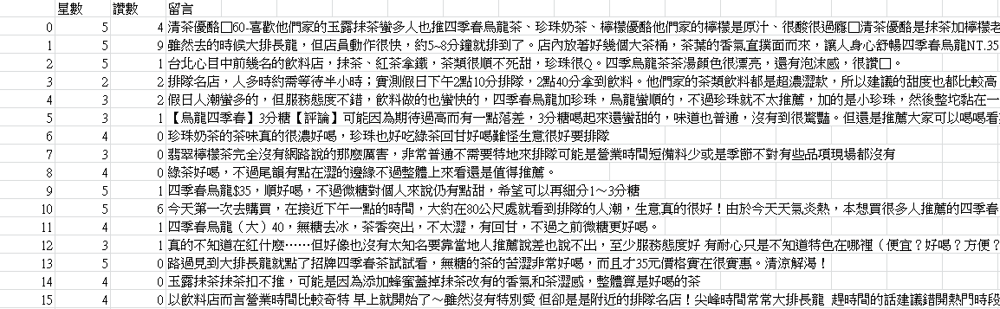 星數 讚數 留言
0 5 4 清茶優酪□60-喜歡他們家的玉露抹茶蠻多人也推四季春烏龍茶、珍珠奶茶、檸檬優酪他們家的檸檬是原汁、很酸很過癮□清茶優酪是抹茶加檸檬老
1 5 9 雖然去的時候大排長龍，但店員動作很快，約5~8分鐘就排到了。店內放著好幾個大茶桶，茶葉的香氣直撲面而來，讓人身心舒暢四季春烏龍NT.35
2 5 1 台北心目中前幾名的飲料店，抹茶、紅茶拿鐵，茶類很順不死甜，珍珠很Q。四季烏龍茶茶湯顏色很漂亮，還有泡沫感，很讚□。
3 2 2 排隊名店，人多時約需等待半小時；實測假日下午2點10分排隊，2點40分拿到飲料。他們家的茶類飲料都是超濃澀款，所以建議的甜度也都比較高
4 3 2 假日人潮蠻多的，但服務態度不錯，飲料做的也蠻快的，四季春烏龍加珍珠，烏龍蠻順的，不過珍珠就不太推薦，加的是小珍珠，然後整坨黏在一
5 3 1 【烏龍四季春】3分糖【評論】可能因為期待過高而有一點落差，3分糖喝起來還蠻甜的，味道也普通，沒有到很驚豔。但還是推薦大家可以喝喝看
6 4 0 珍珠奶茶的茶味真的很濃好喝，珍珠也好吃綠茶回甘好喝難怪生意很好要排隊
7 3 0 翡翠檸檬茶完全沒有網路說的那麼厲害，非常普通不需要特地來排隊可能是營業時間短備料少或是季節不對有些品項現場都沒有
8 4 0 綠茶好喝，不過尾韻有點在澀的邊緣不過整體上來看還是值得推薦。
9 5 1 四季春烏龍$35，順好喝，不過微糖對個人來說仍有點甜，希望可以再細分1～3分糖
10 5 6 今天第一次去購買，在接近下午一點的時間，大約在80公尺處就看到排隊的人潮，生意真的很好！由於今天天氣炎熱，本想買很多人推薦的四季春
11 4 1 四季春烏龍（大）40，無糖去冰，茶香突出，不太澀，有回甘，不過之前微糖更好喝。
12 3 1 真的不知道在紅什麼……但好像也沒有太知名要靠當地人推薦說差也說不出，至少服務態度好 有耐心只是不知道特色在哪裡（便宜？好喝？方便？
13 5 0 路過見到大排長龍就點了招牌四季春茶試試看，無糖的茶的苦澀非常好喝，而且才35元價格實在很實惠。清涼解渴！
14 4 0 玉露抹茶抹茶扣不推，可能是因為添加蜂蜜蓋掉抹茶改有的香氣和茶澀感，整體算是好喝的茶
15 4 0 以飲料店而言營業時間比較奇特 早上就開始了～雖然沒有特別愛 但卻是是附近的排隊名店！尖峰時間常常大排長龍 趕時間的話建議錯開熱門時段